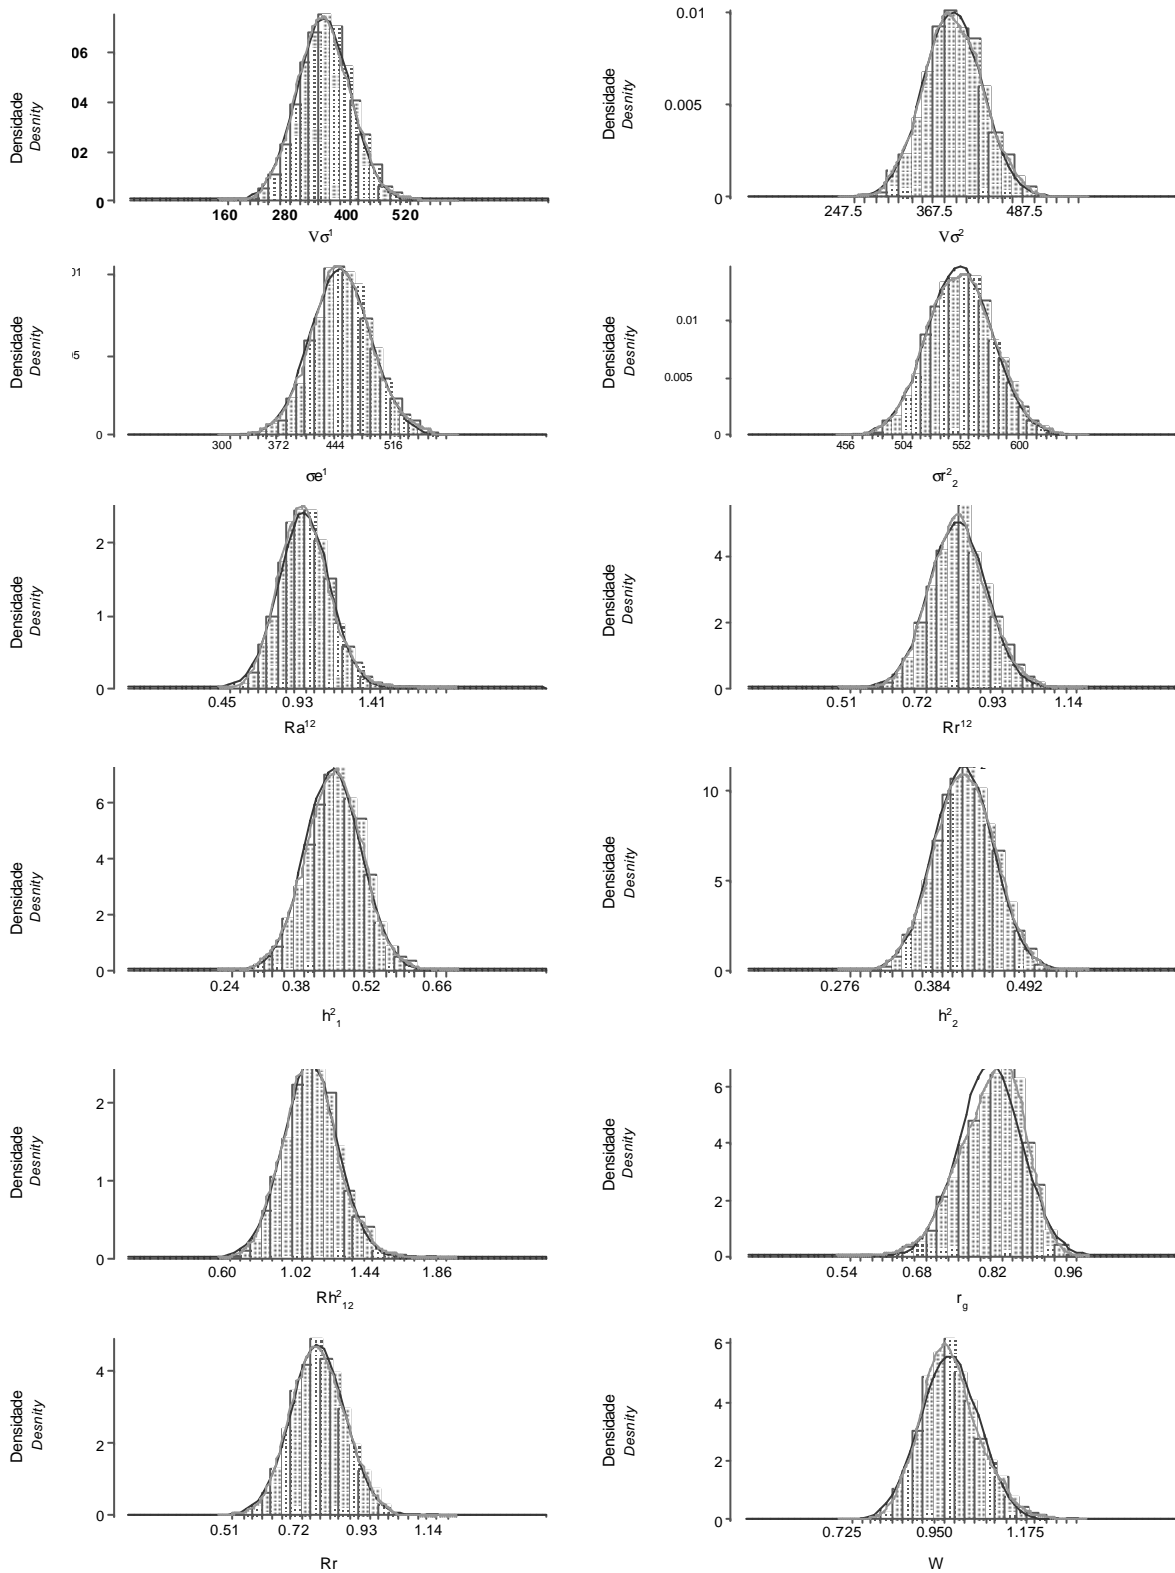 Densidade
Desnity
06
04
02
0
160 280 400 520
Vσ¹
Densidade
Desnity
0.01
0.005
0
247.5 367.5 487.5
Vσ²
Densidade
Desnity
01
5
0
300 372 444 516
σe¹
Densidade
Desnity
0.01
0.005
0
456 504 552 600
σr²₂
Densidade
Desnity
2
1
0
0.45 0.93 1.41
Ra¹²
Densidade
Desnity
4
2
0
0.51 0.72 0.93 1.14
Rr¹²
Densidade
Desnity
6
4
2
0
0.24 0.38 0.52 0.66
h²₁
Densidade
Desnity
10
5
0
2
0.276 0.384 0.492
h²₂
Densidade
Desnity
2
1
0
0.60 1.02 1.44 1.86
Rh²₁₂
Densidade
Desnity
6
4
2
0
0.54 0.68 0.82 0.96
r_g
Densidade
Desnity
4
2
0
0.51 0.72 0.93 1.14
Rr
Densidade
Desnity
6
4
2
0
0.725 0.950 1.175
W